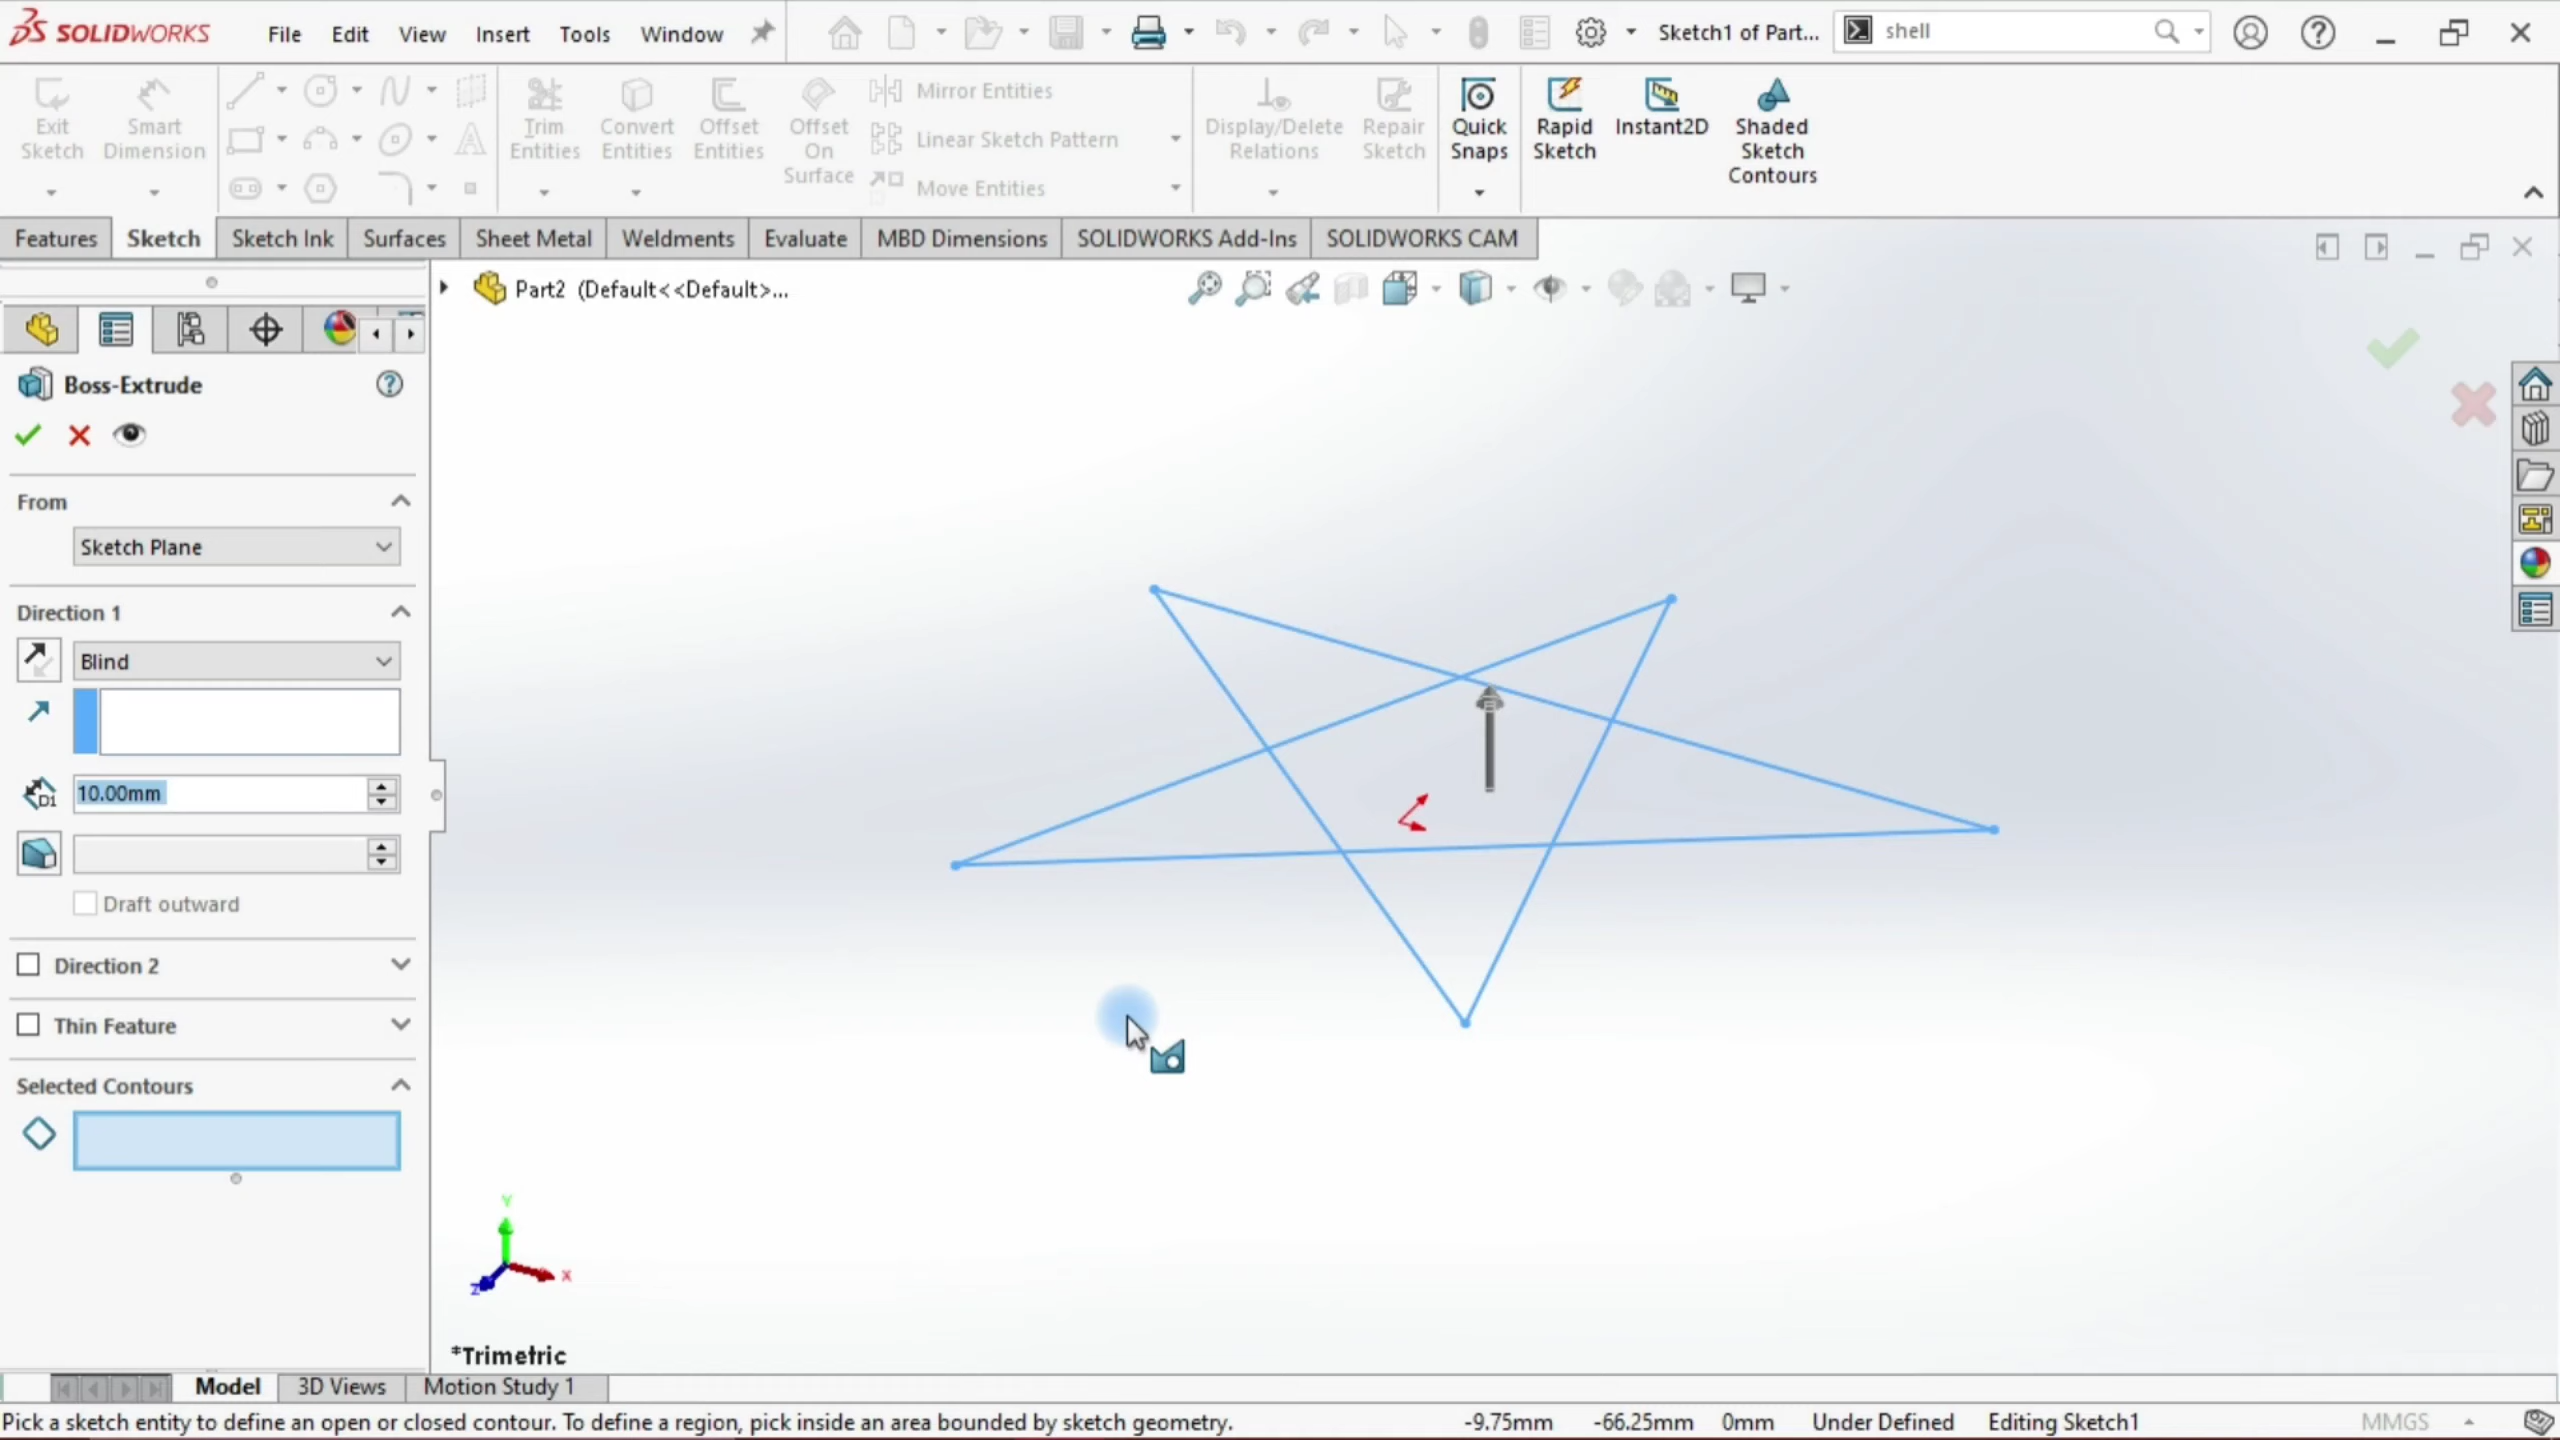 SOLIDWORKS File Edit View Insert Tools Window Sketch1 of Part... shell
Exit Sketch
Smart Dimension
Trim Entities
Convert Entities
Offset Entities
Offset On Surface
Mirror Entities
Linear Sketch Pattern
Move Entities
Display/Delete Relations
Repair Sketch
Quick Snaps
Rapid Sketch
Instant2D
Shaded Sketch Contours
Features Sketch Sketch Ink Surfaces Sheet Metal Weldments Evaluate MBD Dimensions SOLIDWORKS Add-Ins SOLIDWORKS CAM
Part2 (Default<<Default>...
Boss-Extrude
From
Sketch Plane
Direction 1
Blind
D1 10.00mm
Draft outward
Direction 2
Thin Feature
Selected Contours
Y
X
Z
*Trimetric
Model 3D Views Motion Study 1
Pick a sketch entity to define an open or closed contour. To define a region, pick inside an area bounded by sketch geometry. -9.75mm -66.25mm 0mm Under Defined Editing Sketch1 MMGS